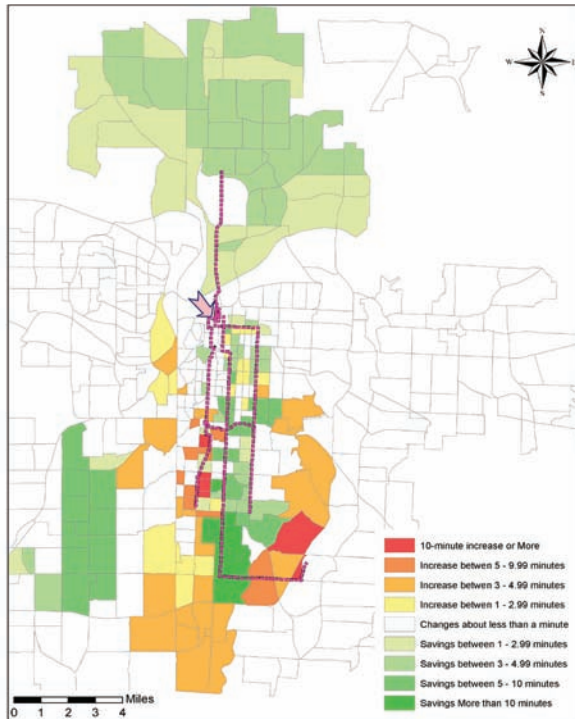 N
W
E
S
10-minute increase or More
Increase betwen 5 - 9.99 minutes
Increase betwen 3 - 4.99 minutes
Increase betwen 1 - 2.99 minutes
Changes about less than a minute
Savings between 1 - 2.99 minutes
Savings between 3 - 4.99 minutes
Savings between 5 - 10 minutes
Savings More than 10 minutes
Miles
0 1 2 3 4